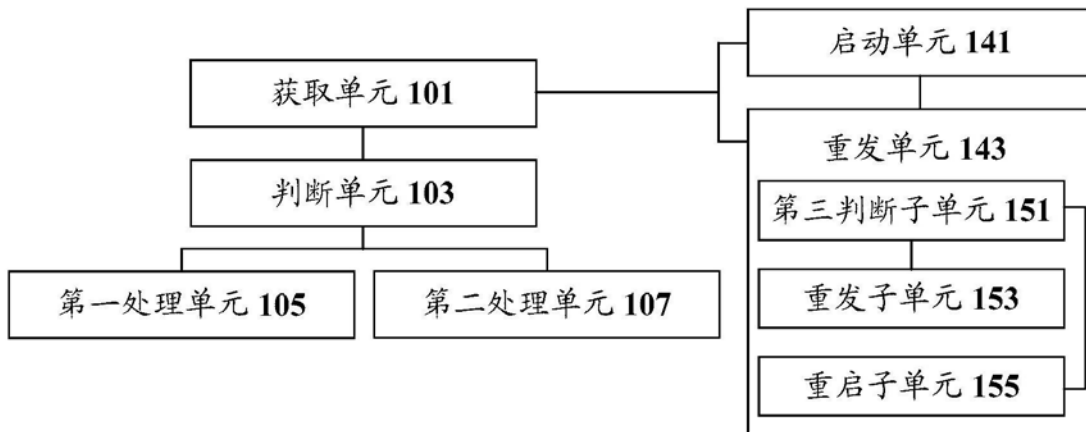 启动单元 141
获取单元 101
重发单元 143
判断单元 103
第三判断子单元 151
第一处理单元 105
第二处理单元 107
重发子单元 153
重启子单元 155